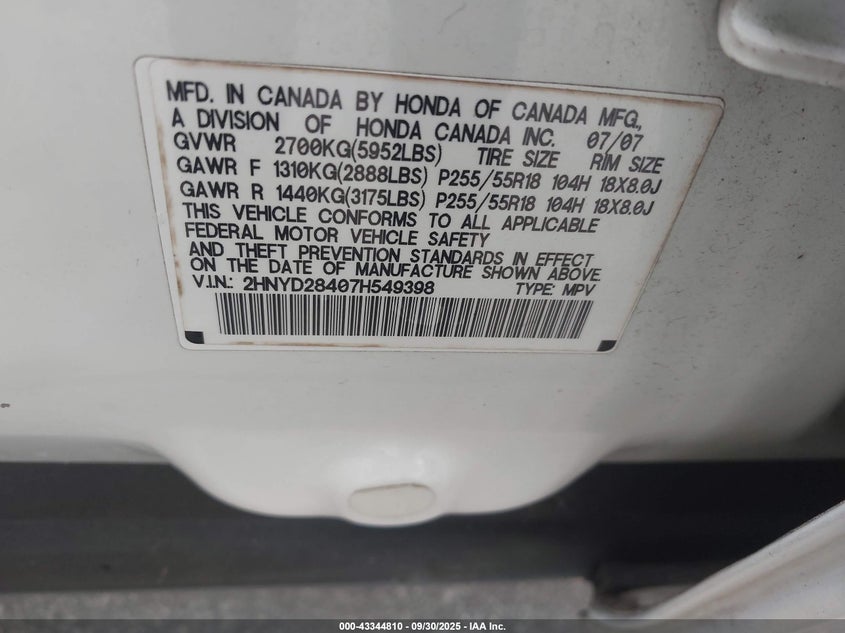 MFD. IN CANADA BY HONDA OF CANADA MFG.,
A DIVISION OF HONDA CANADA INC. 07/07
GVWR 2700KG(5952LBS) TIRE SIZE RIM SIZE
GAWR F 1310KG(2888LBS) P255/55R18 104H 18X8.0J
GAWR R 1440KG(3175LBS) P255/55R18 104H 18X8.0J
THIS VEHICLE CONFORMS TO ALL APPLICABLE
FEDERAL MOTOR VEHICLE SAFETY
AND THEFT PREVENTION STANDARDS IN EFFECT
ON THE DATE OF MANUFACTURE SHOWN ABOVE.
V.I.N.: 2HNYD28407H549398 TYPE: MPV
000-43344810 - 09/30/2025 - IAA Inc.